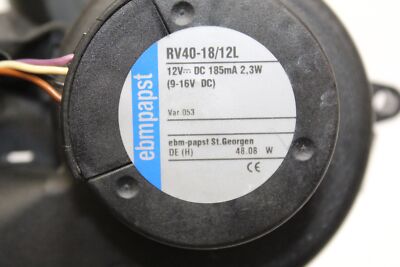 ebmpapst
RV40-18/12L
12V⎓ DC 185mA 2,3W
(9-16V DC)
Var.053
ebm-papst St.Georgen
DE (H) 48.08 W
CE